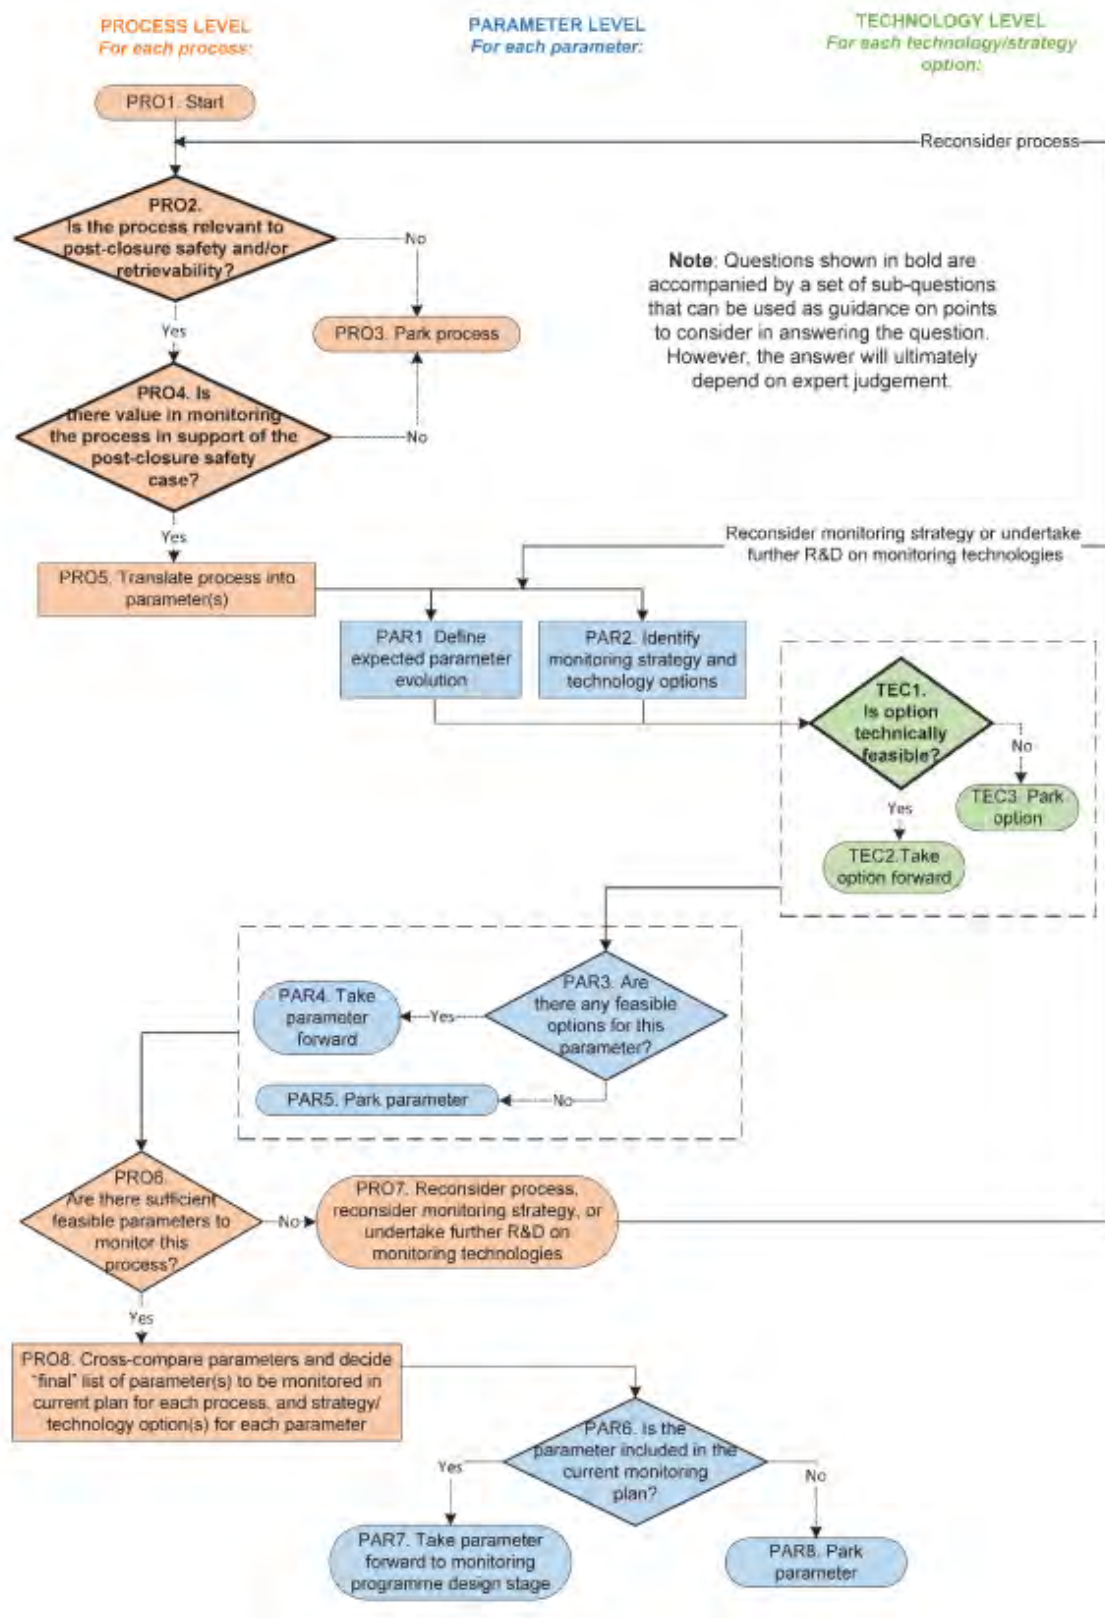 PROCESS LEVEL
For each process:
PARAMETER LEVEL
For each parameter:
TECHNOLOGY LEVEL
For each technology/strategy
option:
PRO1. Start
Reconsider process
PRO2.
Is the process relevant to
post-closure safety and/or
retrievability?
No
Note: Questions shown in bold are
accompanied by a set of sub-questions
that can be used as guidance on points
to consider in answering the question.
However, the answer will ultimately
depend on expert judgement.
Yes
PRO3. Park process
PRO4. Is
there value in monitoring
the process in support of the
post-closure safety
case?
No
Yes
Reconsider monitoring strategy or undertake
further R&D on monitoring technologies
PRO5. Translate process into
parameter(s)
PAR1. Define
expected parameter
evolution
PAR2. Identify
monitoring strategy and
technology options
TEC1.
Is option
technically
feasible?
No
Yes
TEC3. Park
option
TEC2.Take
option forward
PAR3. Are
there any feasible
options for this
parameter?
Yes
PAR4. Take
parameter
forward
No
PAR5. Park parameter
PRO6.
Are there sufficient
feasible parameters to
monitor this
process?
No
PRO7. Reconsider process,
reconsider monitoring strategy, or
undertake further R&D on
monitoring technologies
Yes
PRO8. Cross-compare parameters and decide
"final" list of parameter(s) to be monitored in
current plan for each process, and strategy/
technology option(s) for each parameter
PAR6. Is the
parameter included in the
current monitoring
plan?
Yes
No
PAR7. Take parameter
forward to monitoring
programme design stage
PAR8. Park
parameter